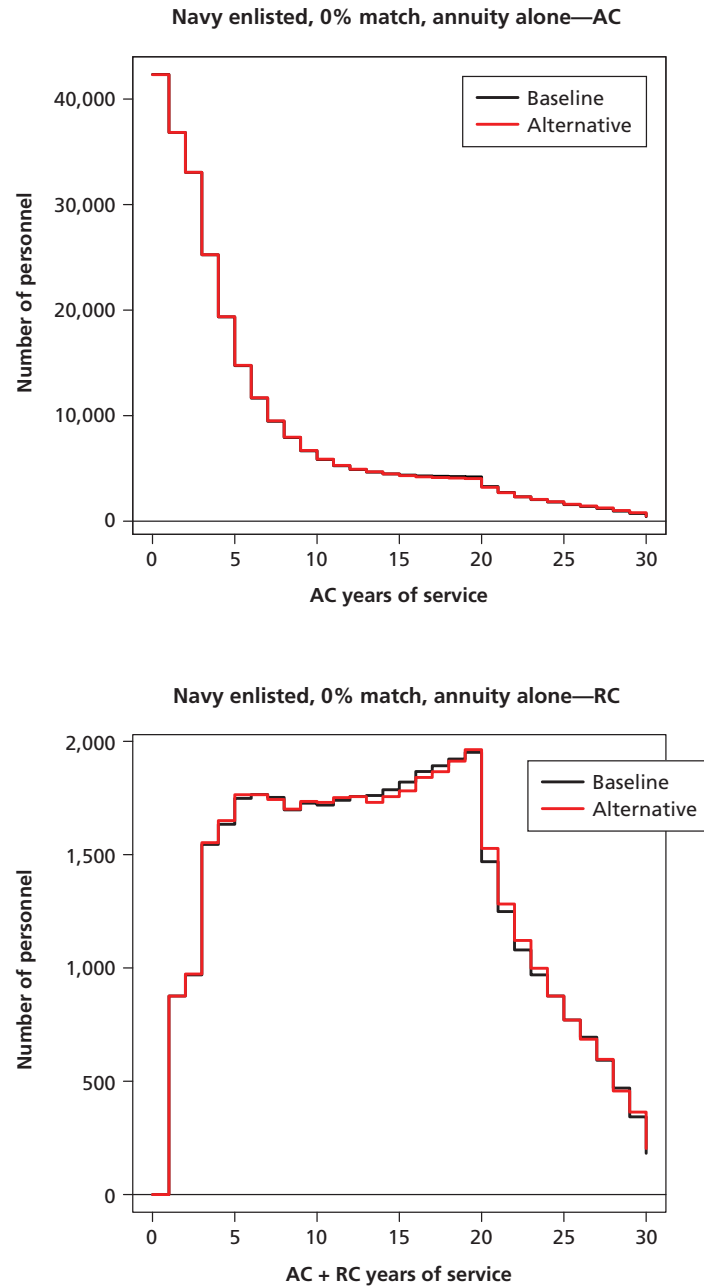 Navy enlisted, 0% match, annuity alone—AC
Baseline
Alternative
Number of personnel
40,000
30,000
20,000
10,000
0
0 5 10 15 20 25 30
AC years of service
Navy enlisted, 0% match, annuity alone—RC
Baseline
Alternative
Number of personnel
2,000
1,500
1,000
500
0
0 5 10 15 20 25 30
AC + RC years of service